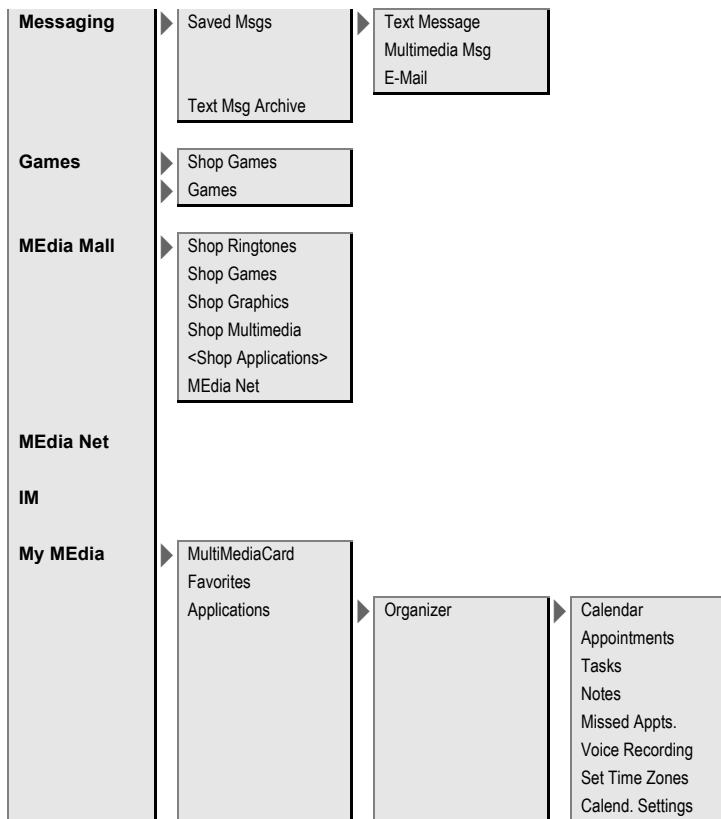 Messaging
Saved Msgs
Text Message
Multimedia Msg
E-Mail
Text Msg Archive
Games
Shop Games
Games
MEdia Mall
Shop Ringtones
Shop Games
Shop Graphics
Shop Multimedia
<Shop Applications>
MEdia Net
MEdia Net
IM
My MEdia
MultiMediaCard
Favorites
Applications
Organizer
Calendar
Appointments
Tasks
Notes
Missed Appts.
Voice Recording
Set Time Zones
Calend. Settings